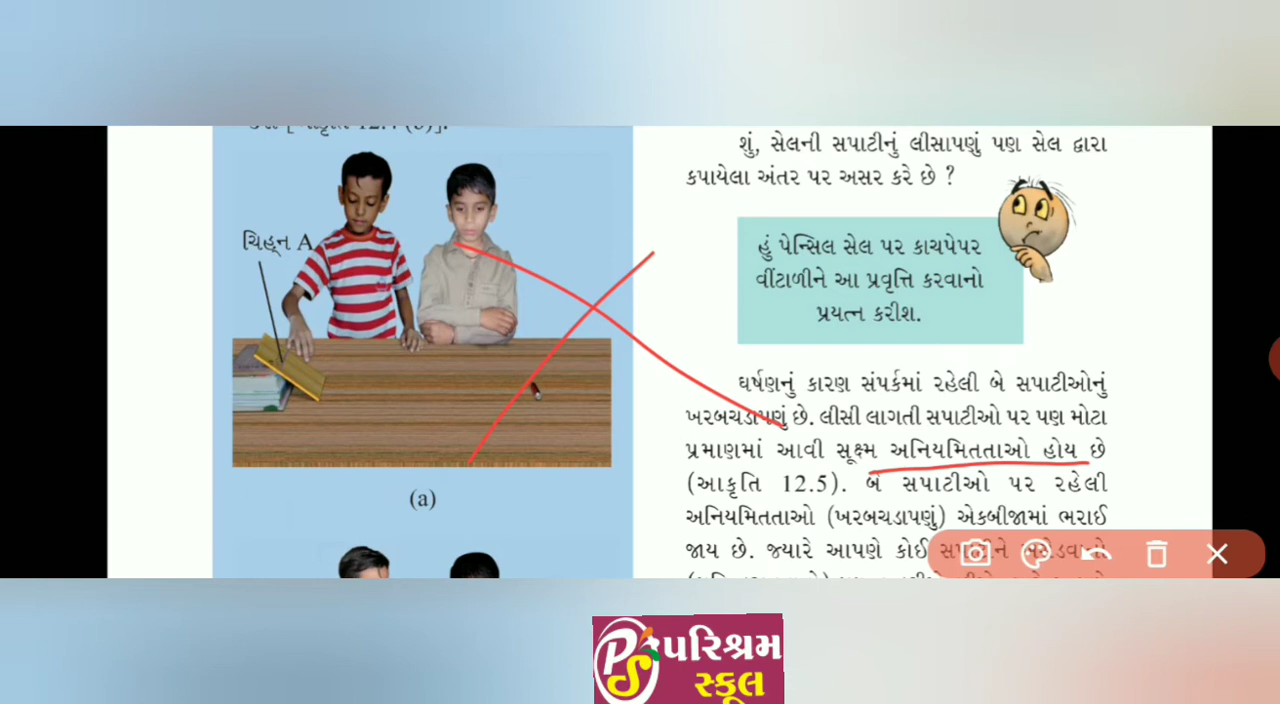 ચિહ્ન A
(a)
શું, સેલની સપાટીનું લીસાપણું પણ સેલ દ્વારા
કપાયેલા અંતર પર અસર કરે છે ?
હું પેન્સિલ સેલ પર કાચપેપર
વીંટાળીને આ પ્રવૃત્તિ કરવાનો
પ્રયત્ન કરીશ.
ઘર્ષણનું કારણ સંપર્કમાં રહેલી બે સપાટીઓનું
ખરબચડાપણું છે. લીસી લાગતી સપાટીઓ પર પણ મોટા
પ્રમાણમાં આવી સૂક્ષ્મ અનિયમિતતાઓ હોય છે
(આકૃતિ 12.5). બે સપાટીઓ પર રહેલી
અનિયમિતતાઓ (ખરબચડાપણું) એકબીજામાં ભરાઈ
જાય છે. જ્યારે આપણે કોઈ સપાટીને
PS પરિશ્રમ
સ્કૂલ